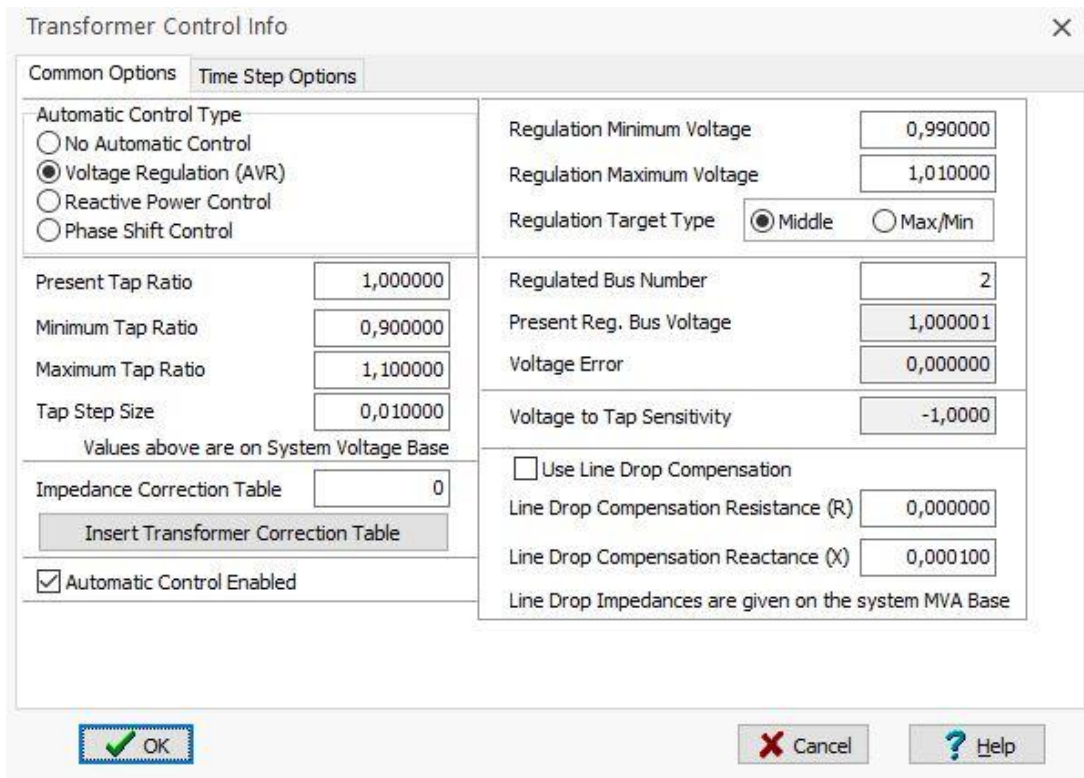 Transformer Control Info
Common Options
Time Step Options
Automatic Control Type
No Automatic Control
Voltage Regulation (AVR)
Reactive Power Control
Phase Shift Control
Present Tap Ratio 1,000000
Minimum Tap Ratio 0,900000
Maximum Tap Ratio 1,100000
Tap Step Size 0,010000
Values above are on System Voltage Base
Impedance Correction Table 0
Insert Transformer Correction Table
Automatic Control Enabled
Regulation Minimum Voltage 0,990000
Regulation Maximum Voltage 1,010000
Regulation Target Type Middle Max/Min
Regulated Bus Number 2
Present Reg. Bus Voltage 1,000001
Voltage Error 0,000000
Voltage to Tap Sensitivity -1,0000
Use Line Drop Compensation
Line Drop Compensation Resistance (R) 0,000000
Line Drop Compensation Reactance (X) 0,000100
Line Drop Impedances are given on the system MVA Base
OK
Cancel
Help